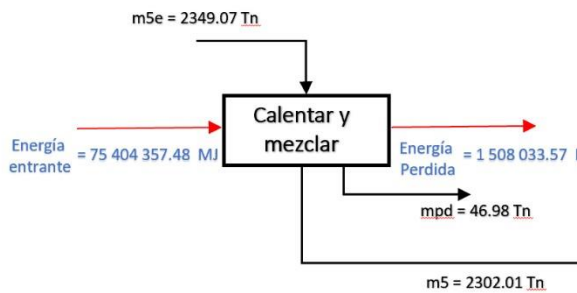 m5e = 2349.07 Tn
Calentar y
mezclar
Energía
entrante = 75 404 357.48 MJ
Energía
Perdida = 1 508 033.57
mpd = 46.98 Tn
m5 = 2302.01 Tn